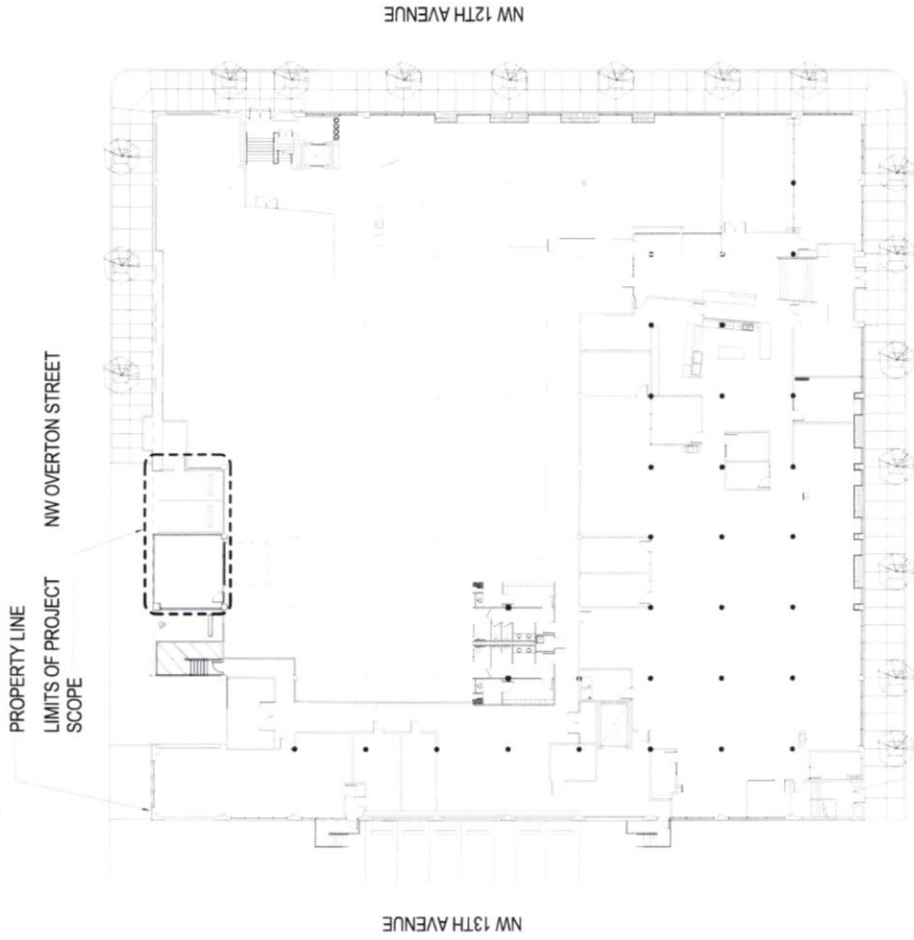 NW 12TH AVENUE
NW OVERTON STREET
PROPERTY LINE
LIMITS OF PROJECT
SCOPE
NW 13TH AVENUE